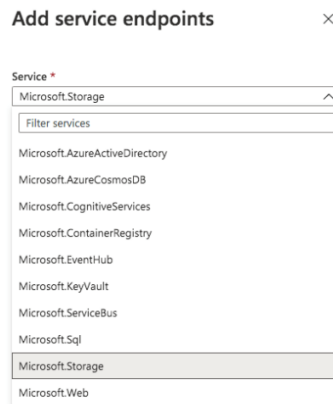 Add service endpoints
Service *
Microsoft.Storage
Filter services
Microsoft.AzureActiveDirectory
Microsoft.AzureCosmosDB
Microsoft.CognitiveServices
Microsoft.ContainerRegistry
Microsoft.EventHub
Microsoft.KeyVault
Microsoft.ServiceBus
Microsoft.Sql
Microsoft.Storage
Microsoft.Web